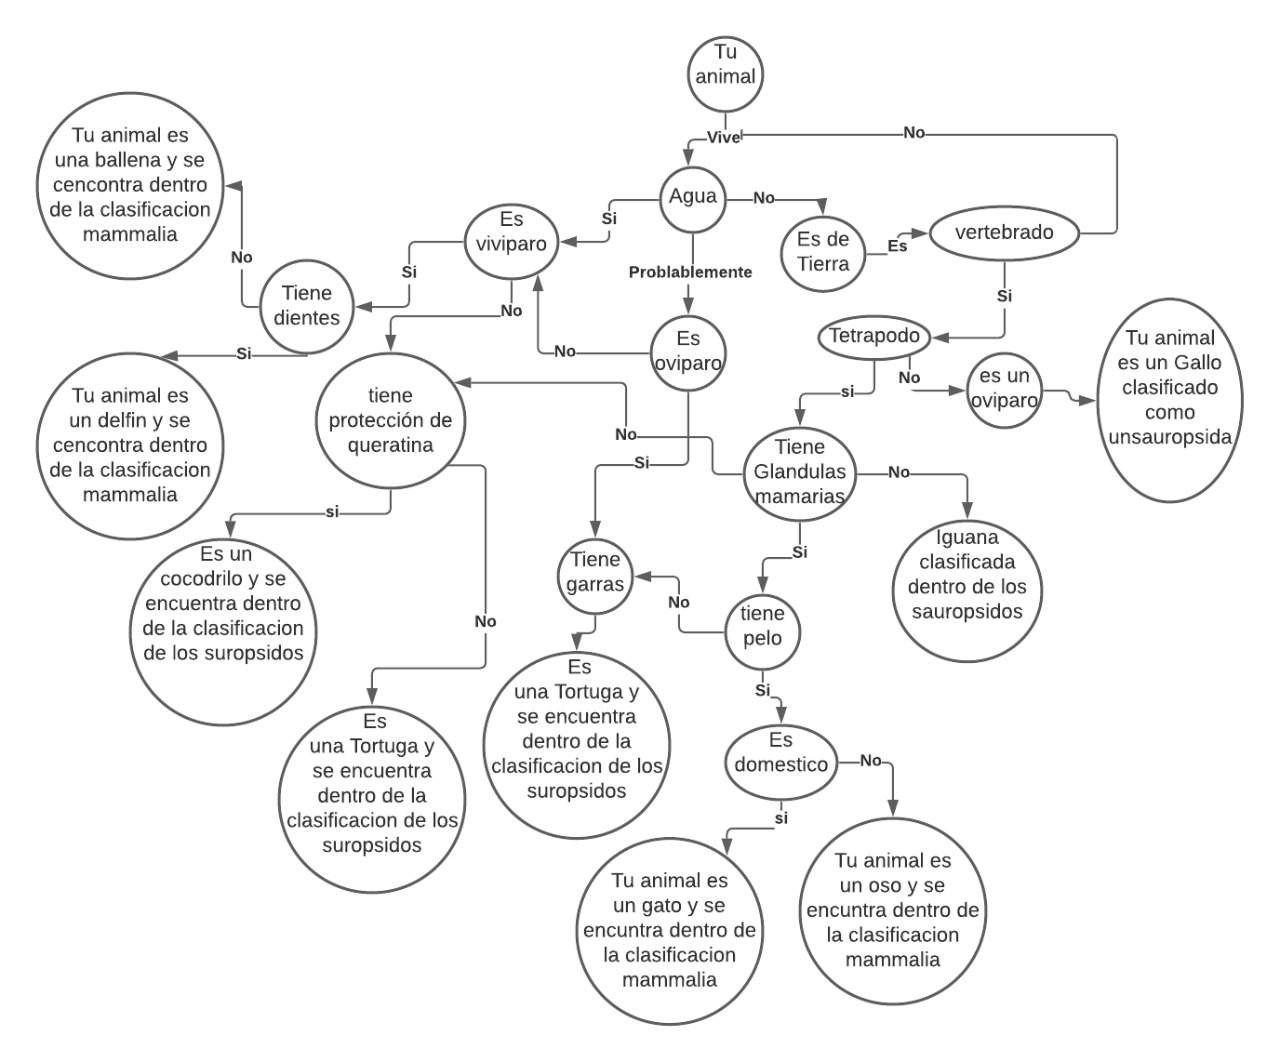 Tu
animal
Vive
No
Agua
Si
No
Problablemente
Es
viviparo
Es de
Tierra
Es
vertebrado
Tu animal es
una ballena y se
cencontra dentro
de la clasificacion
mammalia
No
Si
Tiene
dientes
No
Si
Es
oviparo
No
Si
Tetrapodo
No
si
es un
oviparo
Tu animal
es un Gallo
clasificado
como
unsauropsida
Si
Tu animal es
un delfin y se
cencontra dentro
de la clasificacion
mammalia
tiene
protección de
queratina
No
Si
Tiene
Glandulas
mamarias
No
Si
Iguana
clasificada
dentro de los
sauropsidos
si
Es un
cocodrilo y se
encuentra dentro
de la clasificacion
de los suropsidos
No
Tiene
garras
No
tiene
pelo
Si
Es
una Tortuga y
se encuentra
dentro de la
clasificacion de los
suropsidos
Es
una Tortuga y
se encuentra
dentro de la
clasificacion de los
suropsidos
Es
domestico
No
si
Tu animal es
un gato y se
encuntra dentro de
la clasificacion
mammalia
Tu animal es
un oso y se
encuntra dentro de
la clasificacion
mammalia